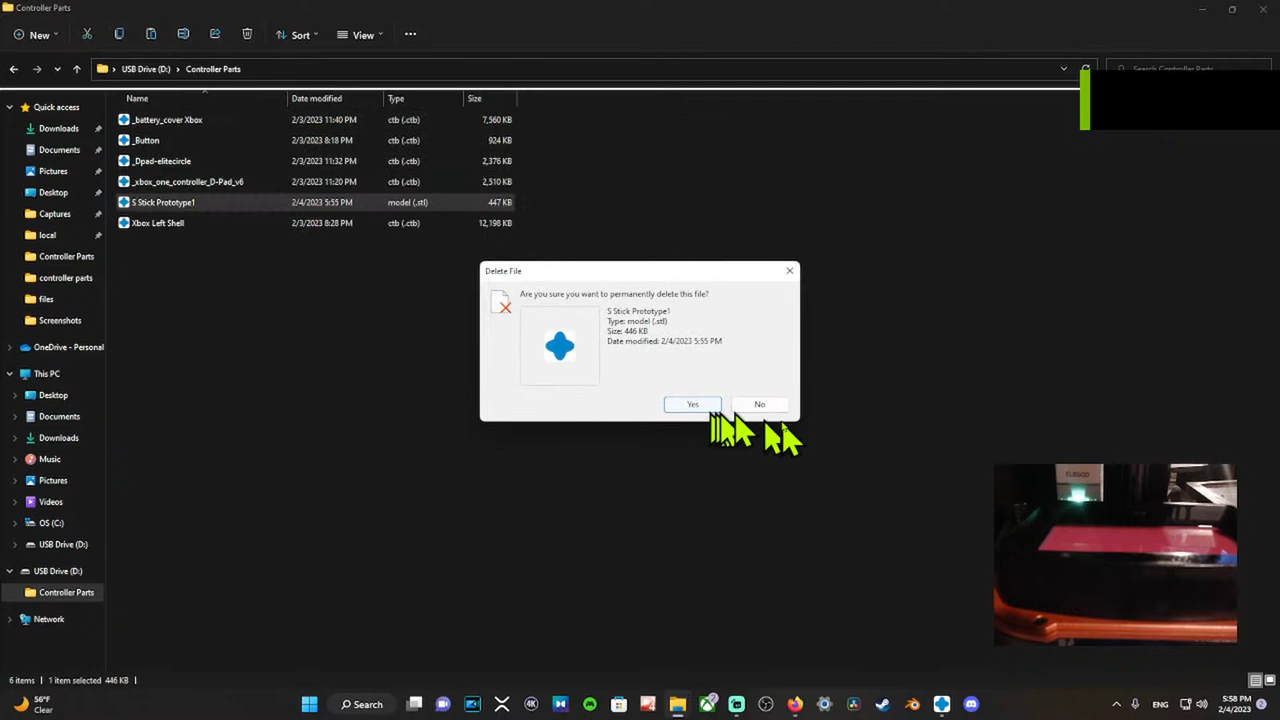 Controller Parts
New
Sort
View
USB Drive (D:) > Controller Parts
Search Controller Parts
Name Date modified Type Size
_battery_cover Xbox 2/3/2023 11:40 PM ctb (.ctb) 7,560 KB
_Button 2/3/2023 8:18 PM ctb (.ctb) 924 KB
_Dpad-elitecircle 2/3/2023 11:32 PM ctb (.ctb) 2,376 KB
_xbox_one_controller_D-Pad_v6 2/3/2023 11:20 PM ctb (.ctb) 2,510 KB
S Stick Prototype1 2/4/2023 5:55 PM model (.stl) 447 KB
Xbox Left Shell 2/3/2023 8:28 PM ctb (.ctb) 12,198 KB
Quick access
Downloads
Documents
Pictures
Desktop
Captures
local
Controller Parts
controller parts
files
Screenshots
OneDrive - Personal
This PC
Desktop
Documents
Downloads
Music
Pictures
Videos
OS (C:)
USB Drive (D:)
USB Drive (D:)
Controller Parts
Network
Delete File
Are you sure you want to permanently delete this file?
S Stick Prototype1
Type: model (.stl)
Size: 446 KB
Date modified: 2/4/2023 5:55 PM
Yes
No
ELEGOO
6 items 1 item selected 446 KB
56°F
Clear
Search
4K
2
ENG
5:58 PM
2/4/2023